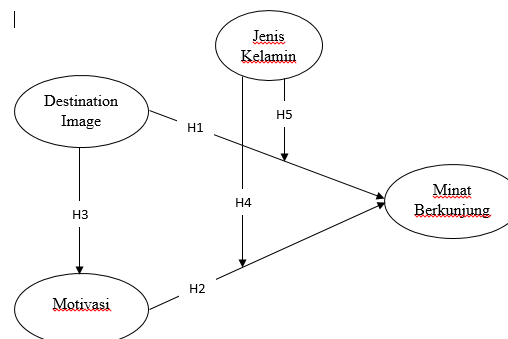 Jenis
Kelamin
Destination
Image
H1
H5
Minat
Berkunjung
H3
H4
Motivasi
H2